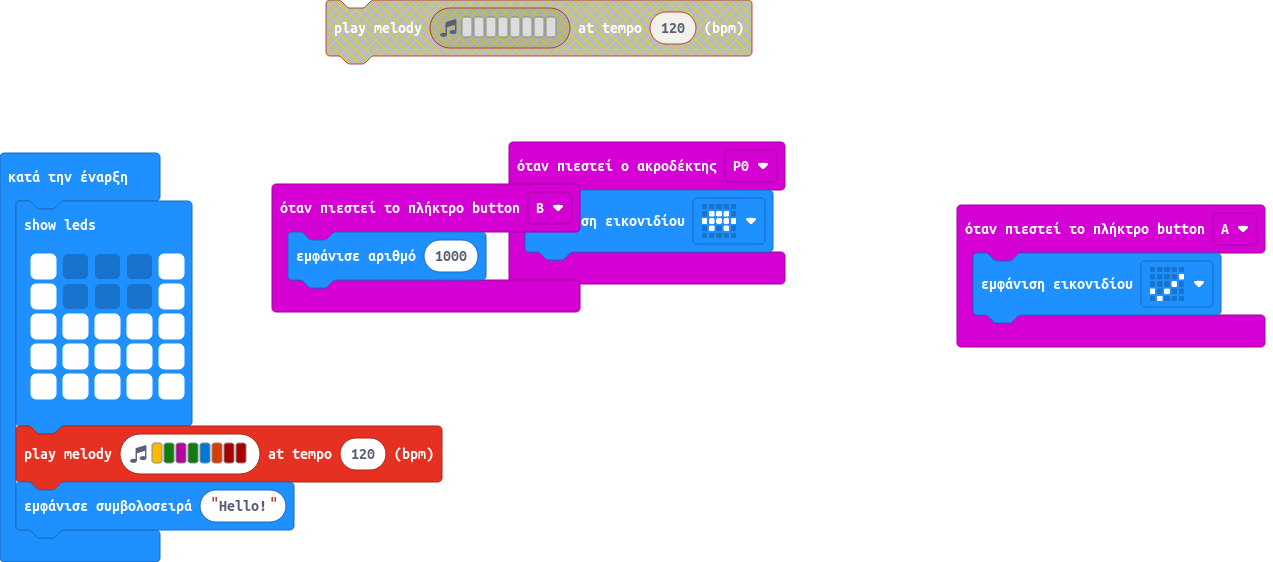 play melody at tempo 120 (bpm)
όταν πιεστεί ο ακροδέκτης P0
κατά την έναρξη
όταν πιεστεί το πλήκτρο button B
ση εικονιδίου
show leds
όταν πιεστεί το πλήκτρο button A
εμφάνισε αριθμό 1000
εμφάνιση εικονιδίου
play melody at tempo 120 (bpm)
εμφάνισε συμβολοσειρά "Hello!"